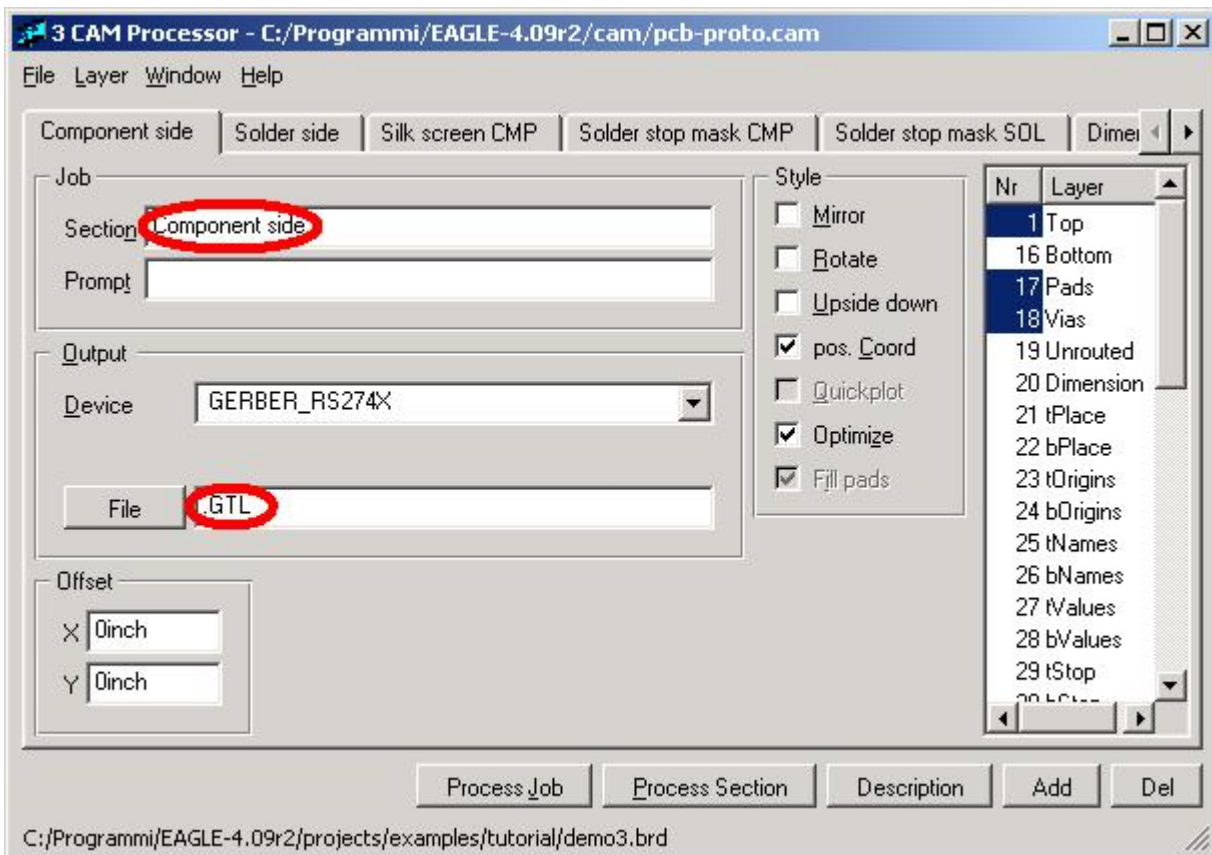 3 CAM Processor - C:/Programmi/EAGLE-4.09r2/cam/pcb-proto.cam
File Layer Window Help
Component side Solder side Silk screen CMP Solder stop mask CMP Solder stop mask SOL Dimer
Job
Section Component side
Prompt
Output
Device GERBER_RS274X
File .GTL
Offset
X 0inch
Y 0inch
Style
Mirror
Rotate
Upside down
pos. Coord
Quickplot
Optimize
Fill pads
Nr Layer
1 Top
16 Bottom
17 Pads
18 Vias
19 Unrouted
20 Dimension
21 tPlace
22 bPlace
23 tOrigins
24 bOrigins
25 tNames
26 bNames
27 tValues
28 bValues
29 tStop
Process Job Process Section Description Add Del
C:/Programmi/EAGLE-4.09r2/projects/examples/tutorial/demo3.brd